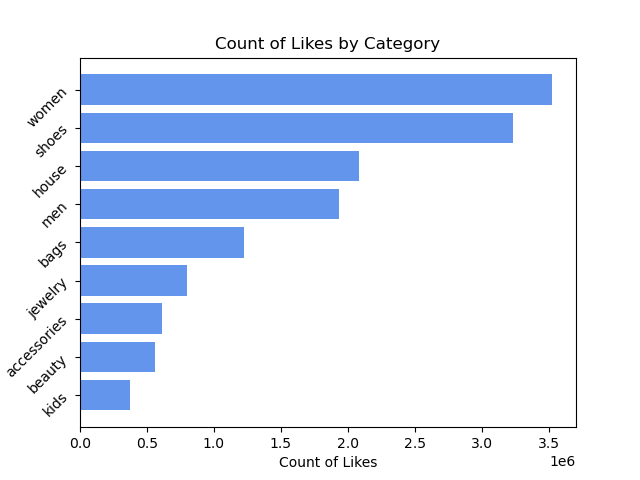 Count of Likes by Category
women
shoes
house
men
bags
jewelry
accessories
beauty
kids
0.0 0.5 1.0 1.5 2.0 2.5 3.0 3.5
1e6
Count of Likes